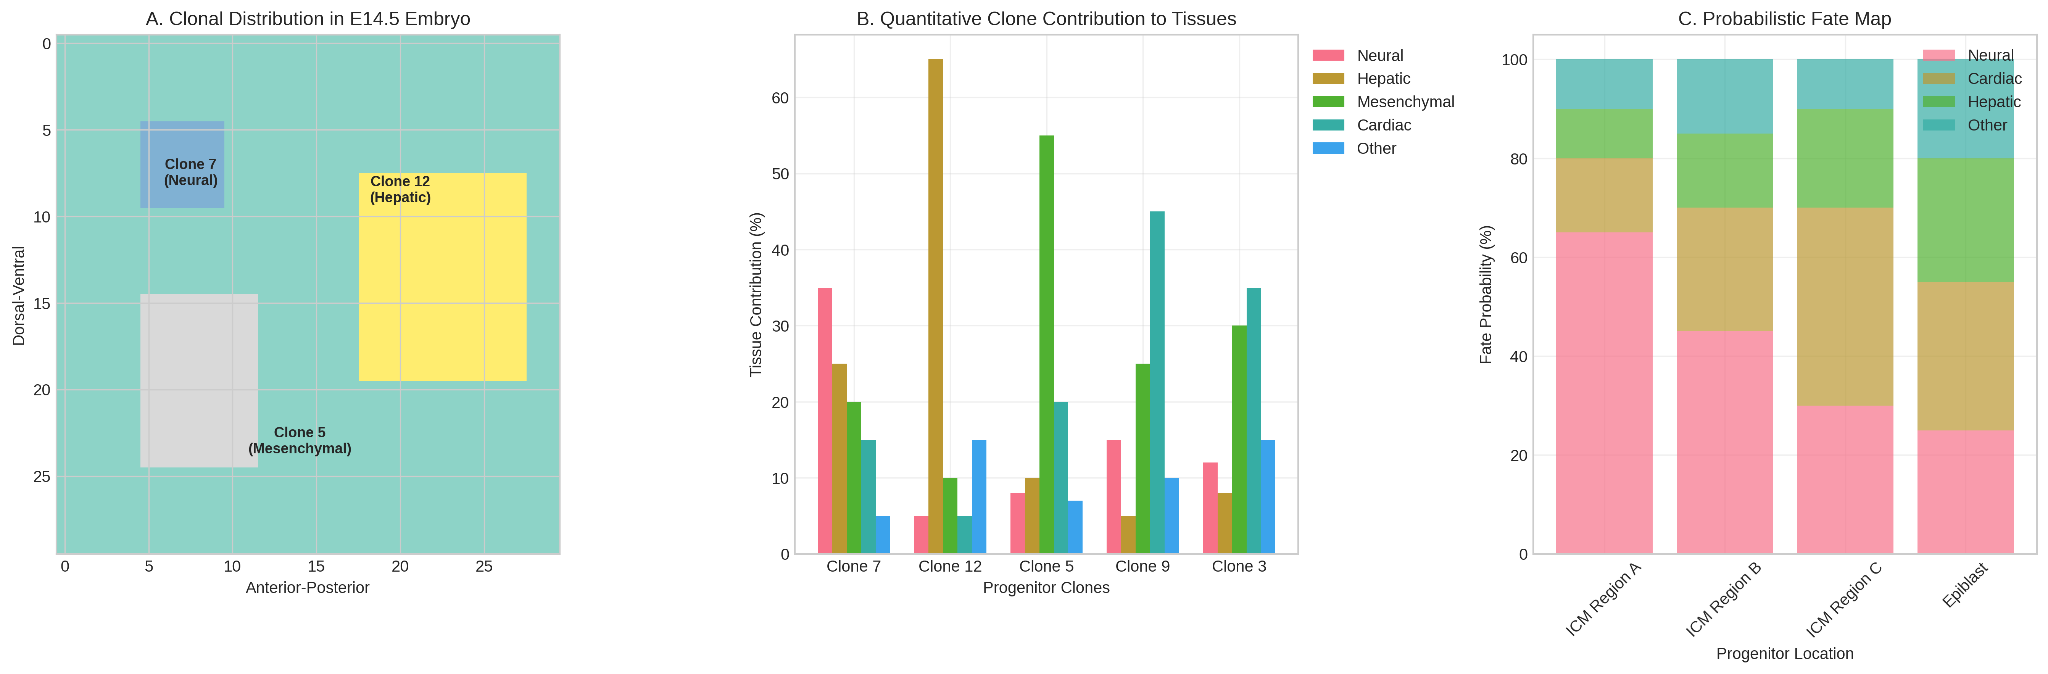 A. Clonal Distribution in E14.5 Embryo
0
5
10
15
20
25
Dorsal-Ventral
Clone 7
(Neural)
Clone 12
(Hepatic)
Clone 5
(Mesenchymal)
0
5
10
15
20
25
Anterior-Posterior
B. Quantitative Clone Contribution to Tissues
60
50
40
30
20
10
0
Tissue Contribution (%)
Clone 7
Clone 12
Clone 5
Clone 9
Clone 3
Progenitor Clones
Neural
Hepatic
Mesenchymal
Cardiac
Other
C. Probabilistic Fate Map
100
80
60
40
20
0
Fate Probability (%)
Neural
Cardiac
Hepatic
Other
ICM Region A
ICM Region B
ICM Region C
Epiblast
Progenitor Location